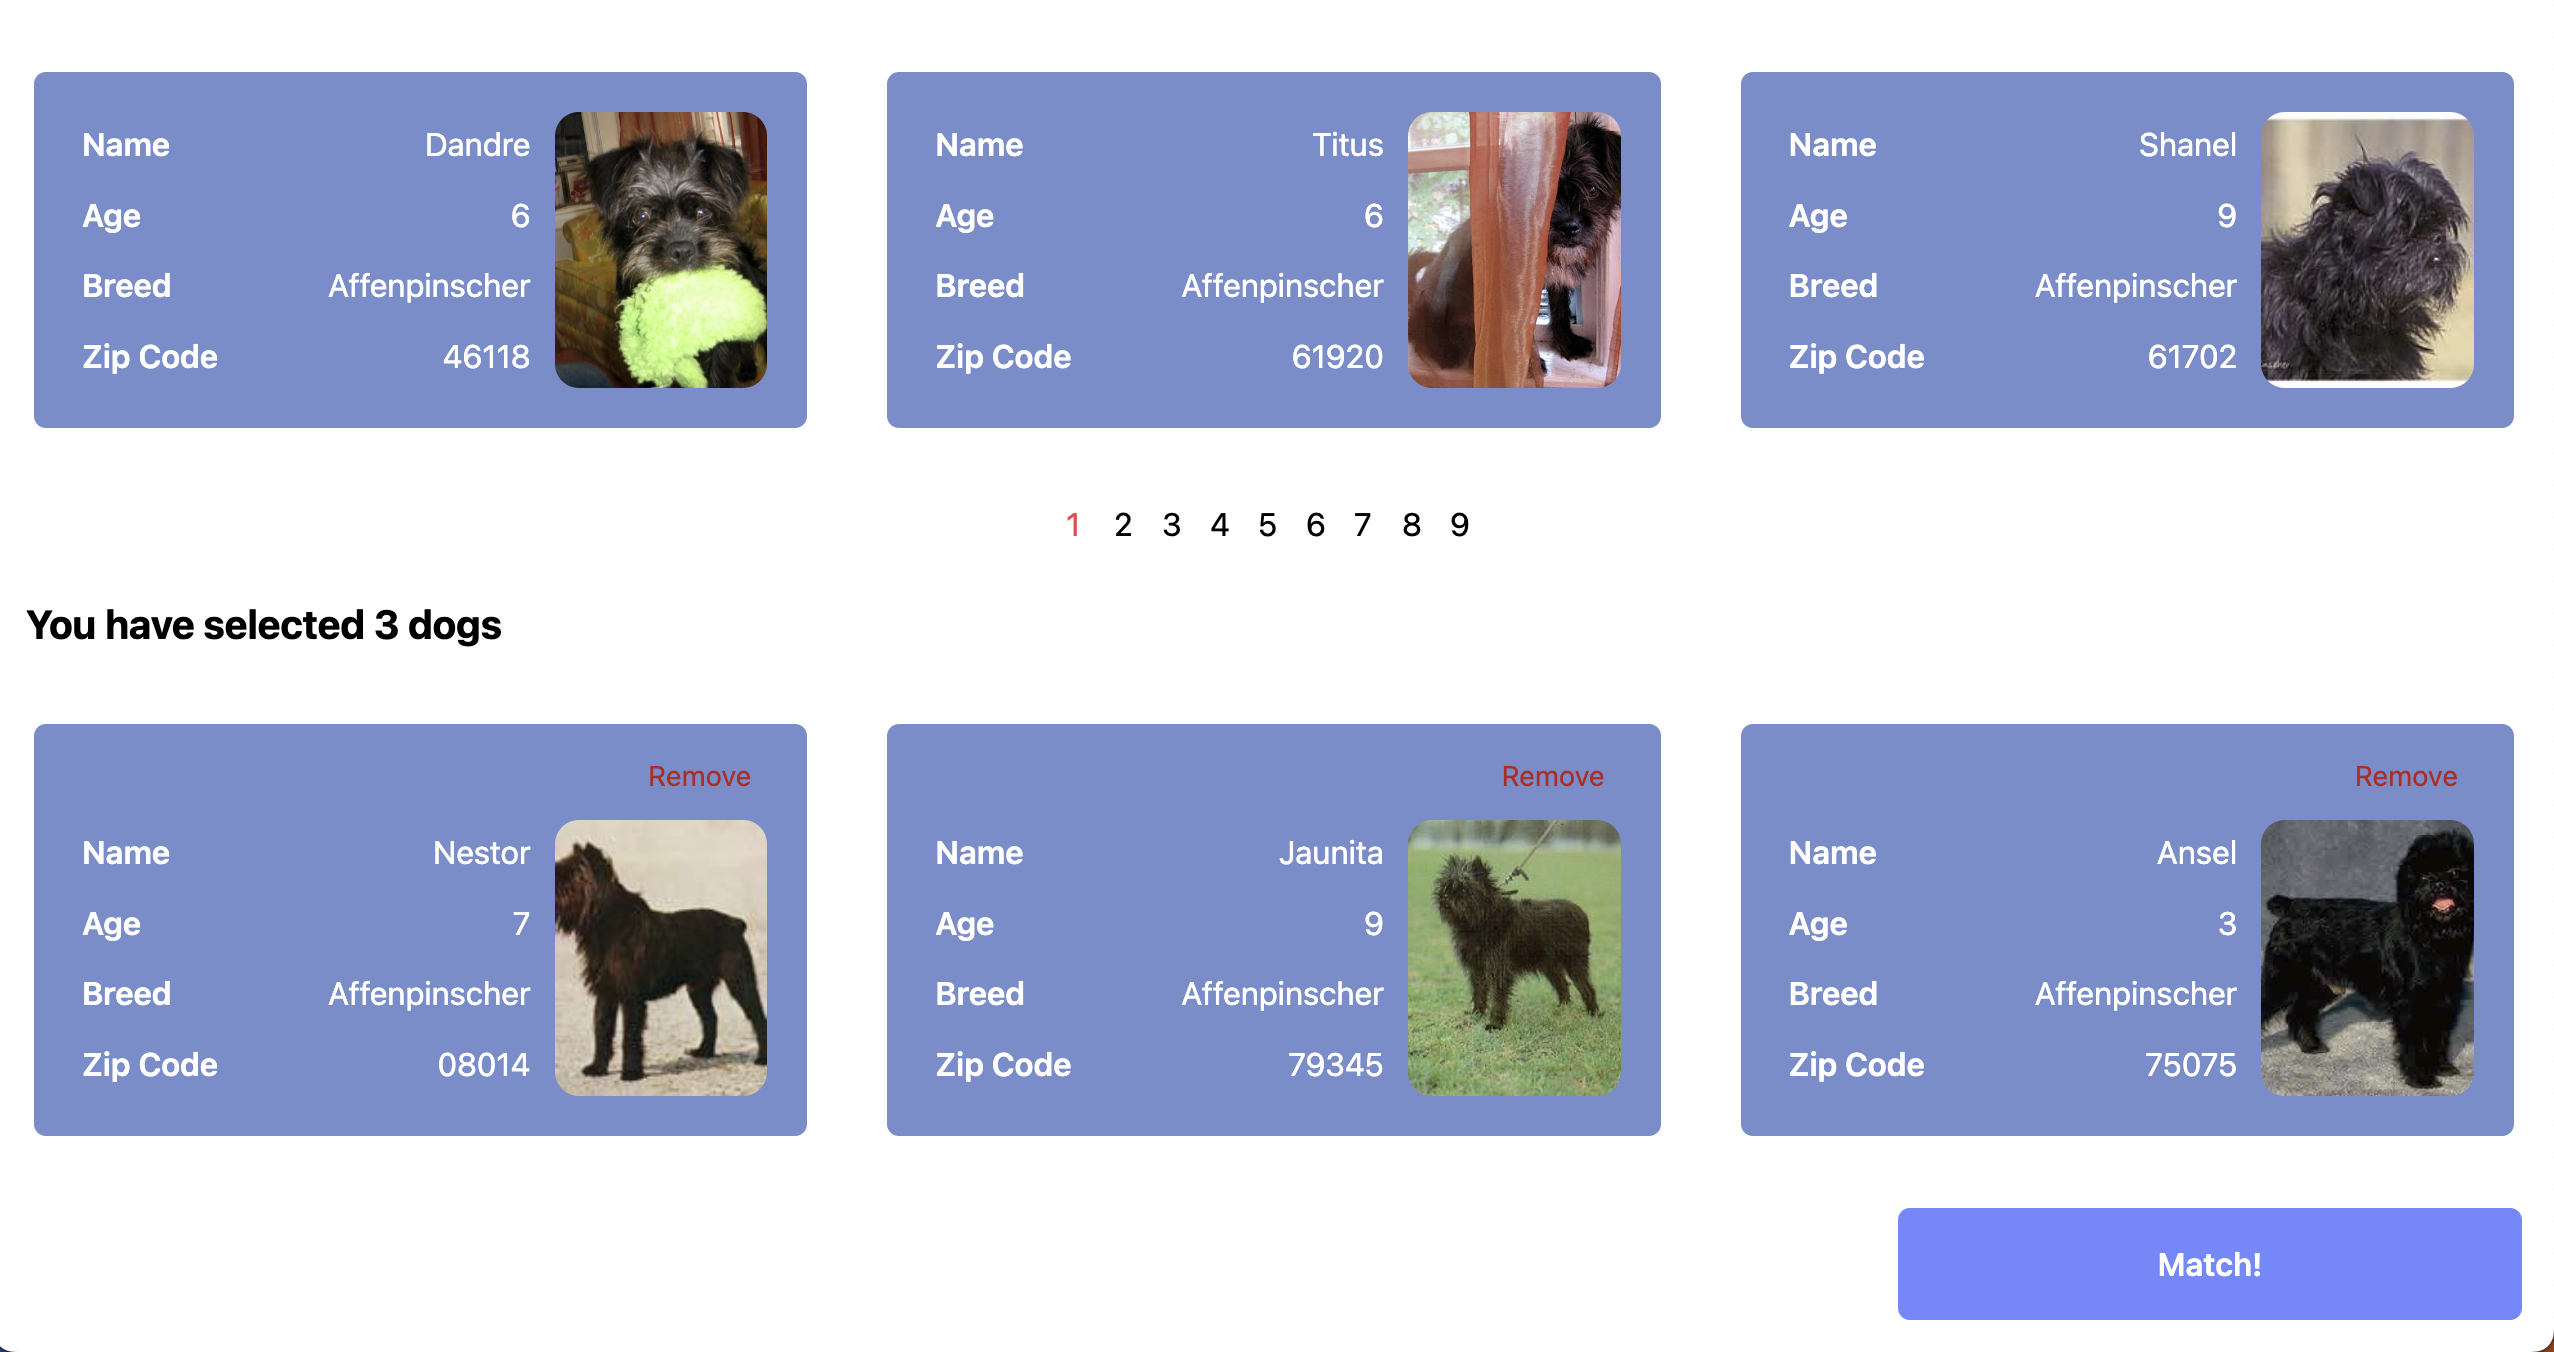 Name Dandre
Age 6
Breed Affenpinscher
Zip Code 46118
Name Titus
Age 6
Breed Affenpinscher
Zip Code 61920
Name Shanel
Age 9
Breed Affenpinscher
Zip Code 61702
1 2 3 4 5 6 7 8 9
You have selected 3 dogs
Remove
Name Nestor
Age 7
Breed Affenpinscher
Zip Code 08014
Remove
Name Jaunita
Age 9
Breed Affenpinscher
Zip Code 79345
Remove
Name Ansel
Age 3
Breed Affenpinscher
Zip Code 75075
Match!